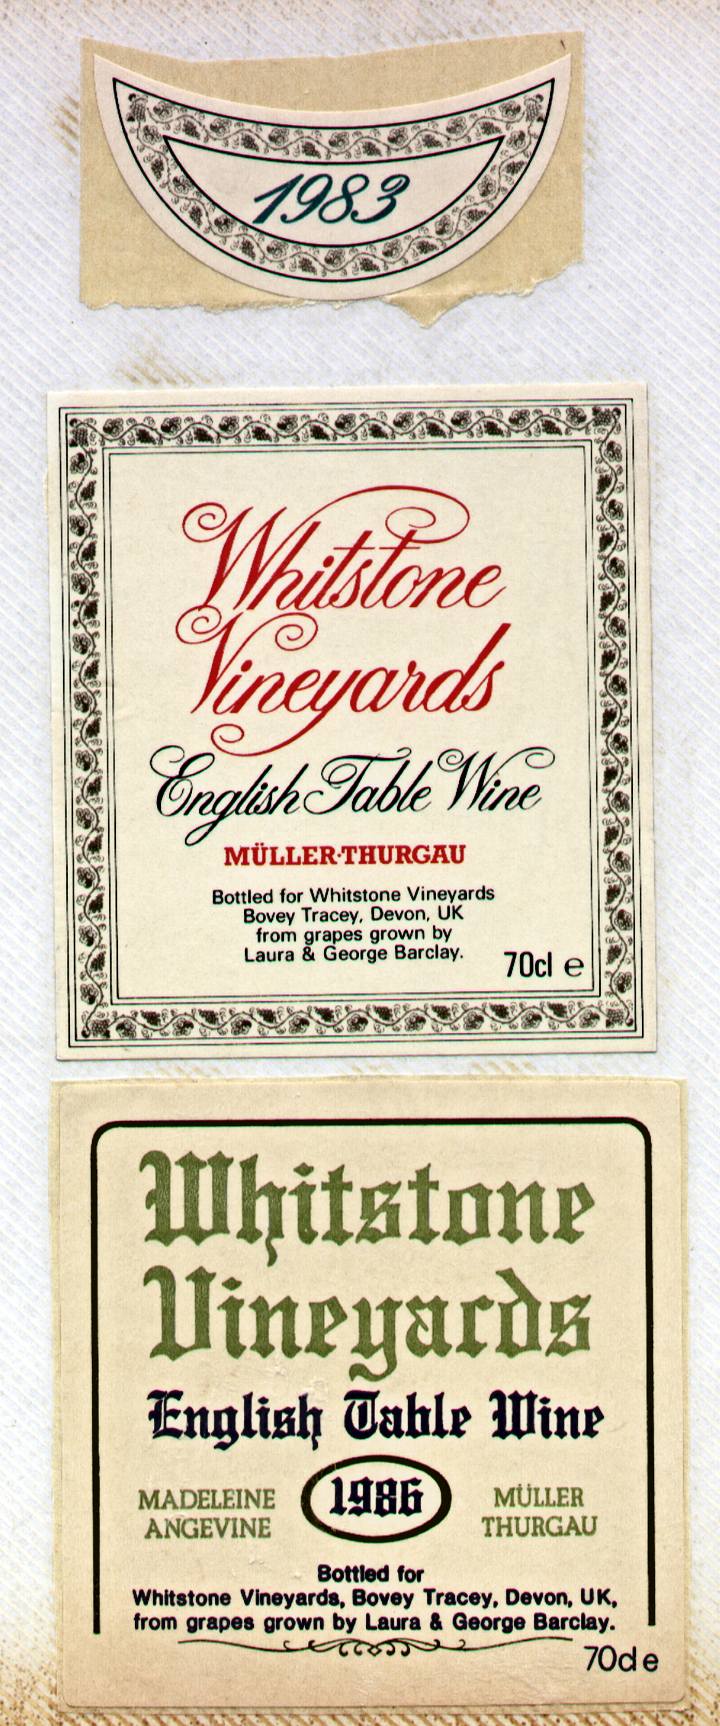 1983
Whitstone
Vineyards
English Table Wine
MÜLLER-THURGAU
Bottled for Whitstone Vineyards
Bovey Tracey, Devon, UK
from grapes grown by
Laura & George Barclay.
70cl e
Whitstone
Vineyards
English Table Wine
MADELEINE ANGEVINE
1986
MÜLLER THURGAU
Bottled for
Whitstone Vineyards, Bovey Tracey, Devon, UK,
from grapes grown by Laura & George Barclay.
70cl e